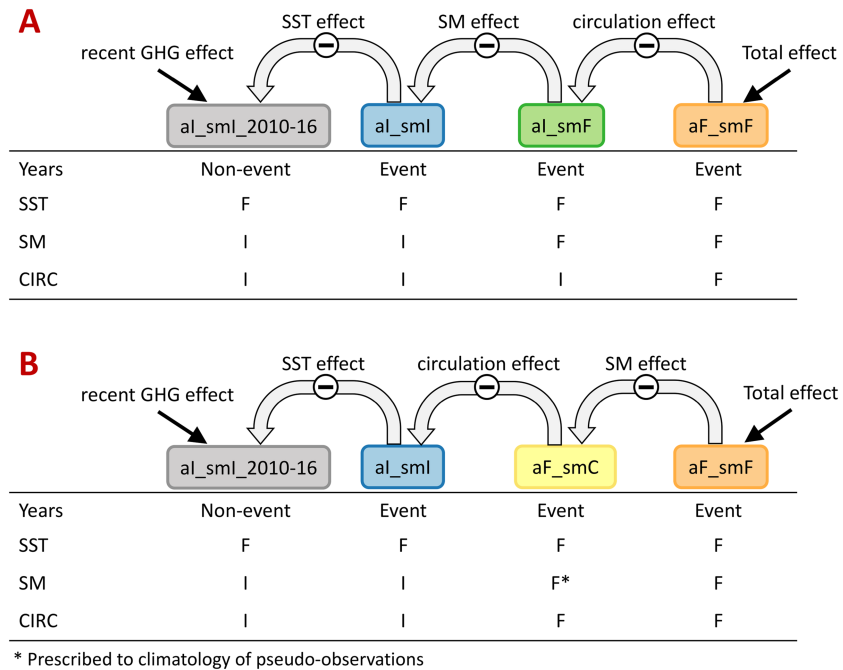 A
SST effect SM effect circulation effect
recent GHG effect Total effect
aI_smI_2010-16 aI_smI aI_smF aF_smF
Years Non-event Event Event Event
SST F F F F
SM I I F F
CIRC I I I F
B
SST effect circulation effect SM effect
recent GHG effect Total effect
aI_smI_2010-16 aI_smI aF_smC aF_smF
Years Non-event Event Event Event
SST F F F F
SM I I F* F
CIRC I I F F
* Prescribed to climatology of pseudo-observations